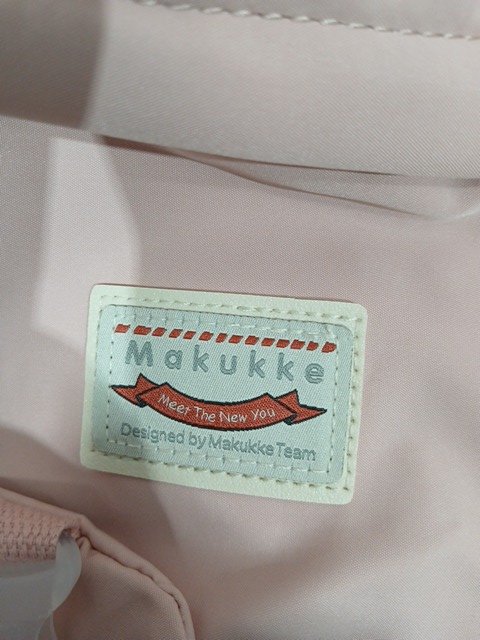 Makukke
Meet The New You
Designed by Makukke Team